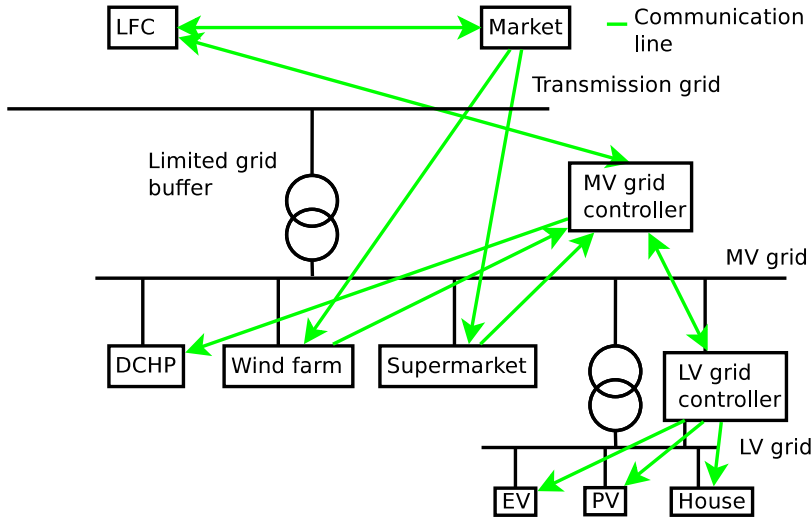 LFC
Market
Communication
line
Transmission grid
Limited grid
buffer
MV grid
controller
MV grid
DCHP
Wind farm
Supermarket
LV grid
controller
LV grid
EV
PV
House